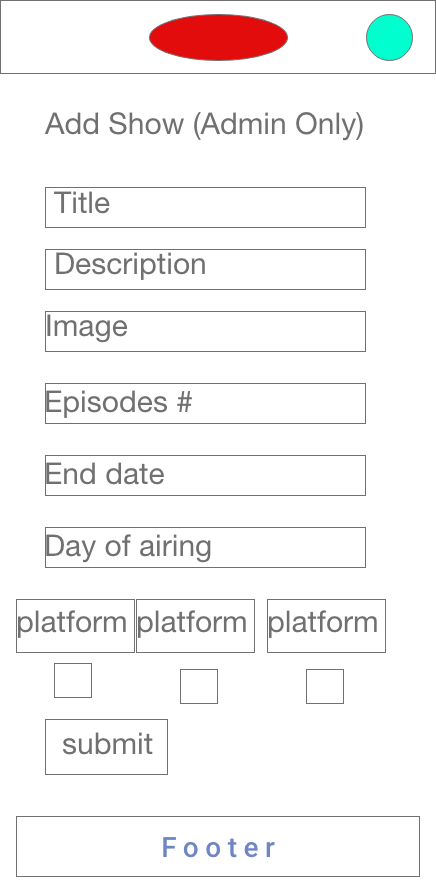 Add Show (Admin Only)
Title
Description
Image
Episodes #
End date
Day of airing
platform platform platform
submit
Footer